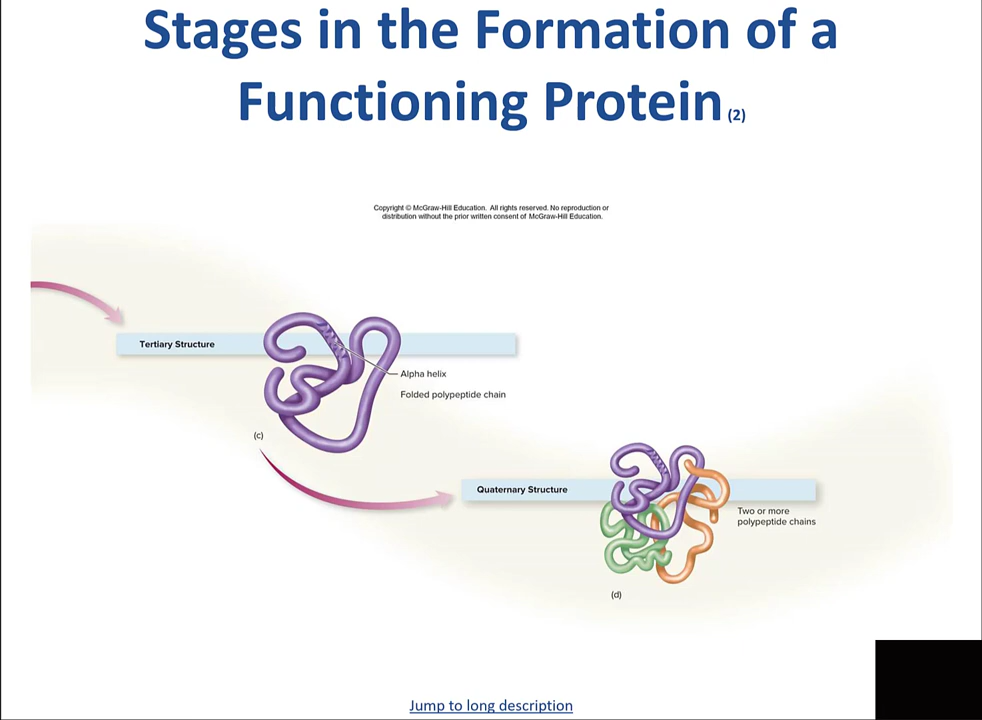 Stages in the Formation of a
Functioning Protein (2)
Copyright © McGraw-Hill Education. All rights reserved. No reproduction or
distribution without the prior written consent of McGraw-Hill Education.
Tertiary Structure
Alpha helix
Folded polypeptide chain
(c)
Quaternary Structure
Two or more
polypeptide chains
(d)
Jump to long description